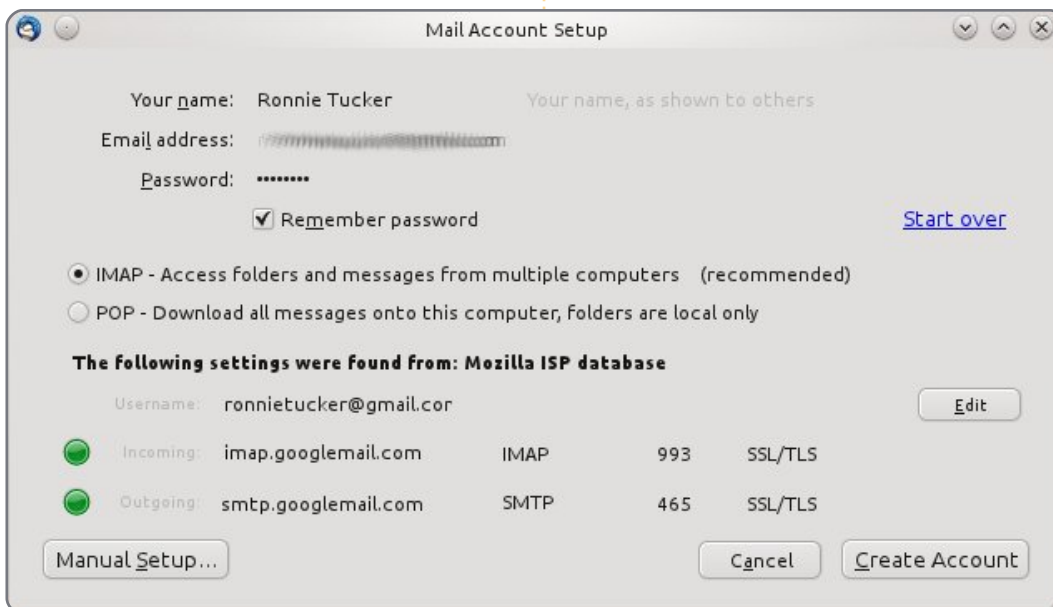 Mail Account Setup
Your name: Ronnie Tucker Your name, as shown to others
Email address:
Password: ••••••••
Remember password
Start over
IMAP - Access folders and messages from multiple computers (recommended)
POP - Download all messages onto this computer, folders are local only
The following settings were found from: Mozilla ISP database
Username: ronnietucker@gmail.cor
Edit
Incoming: imap.googlemail.com IMAP 993 SSL/TLS
Outgoing: smtp.googlemail.com SMTP 465 SSL/TLS
Manual Setup... Cancel Create Account